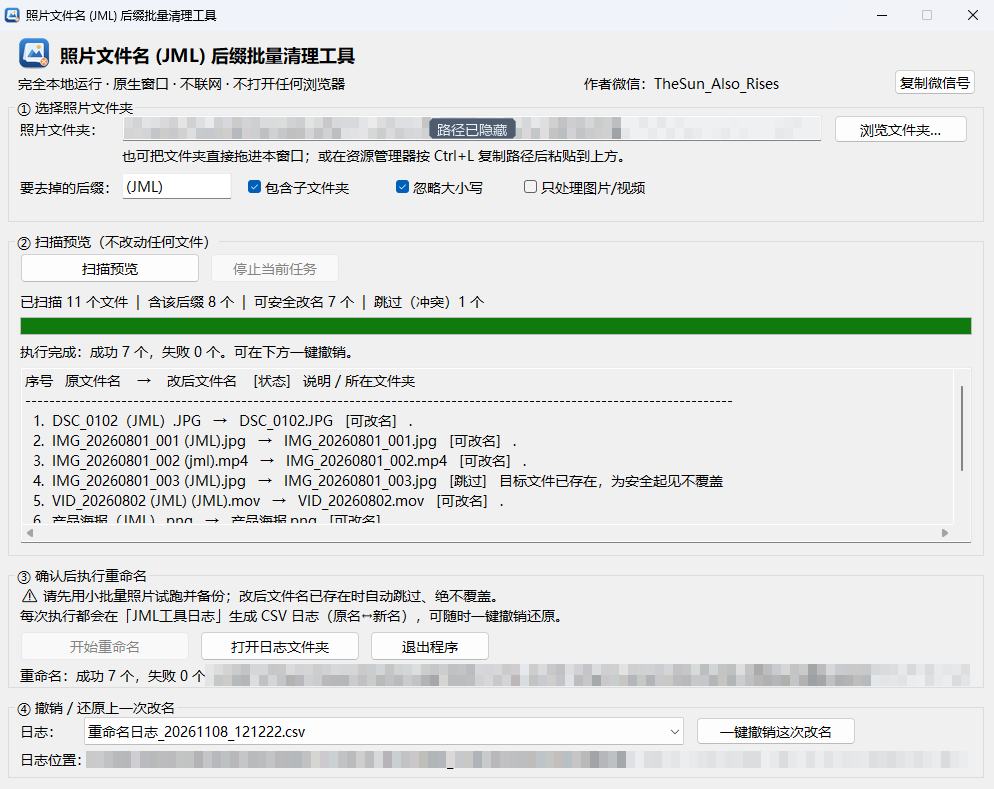 照片文件名 (JML) 后缀批量清理工具
照片文件名 (JML) 后缀批量清理工具
完全本地运行 · 原生窗口 · 不联网 · 不打开任何浏览器
作者微信：TheSun_Also_Rises
复制微信号
① 选择照片文件夹
照片文件夹：
路径已隐藏
浏览文件夹...
也可把文件夹直接拖进本窗口；或在资源管理器按 Ctrl+L 复制路径后粘贴到上方。
要去掉的后缀： (JML) 包含子文件夹 忽略大小写 只处理图片/视频
② 扫描预览（不改动任何文件）
扫描预览 停止当前任务
已扫描 11 个文件 | 含该后缀 8 个 | 可安全改名 7 个 | 跳过（冲突）1 个
执行完成：成功 7 个，失败 0 个。可在下方一键撤销。
序号 原文件名 → 改后文件名 [状态] 说明 / 所在文件夹
--------------------------------------------------------------------------------
1. DSC_0102（JML）.JPG → DSC_0102.JPG [可改名] .
2. IMG_20260801_001 (JML).jpg → IMG_20260801_001.jpg [可改名] .
3. IMG_20260801_002 (jml).mp4 → IMG_20260801_002.mp4 [可改名] .
4. IMG_20260801_003 (JML).jpg → IMG_20260801_003.jpg [跳过] 目标文件已存在，为安全起见不覆盖
5. VID_20260802 (JML) (JML).mov → VID_20260802.mov [可改名] .
6. 产品海报（JML）.png → 产品海报.png [可改名]
③ 确认后执行重命名
⚠ 请先用小批量照片试跑并备份；改后文件名已存在时自动跳过、绝不覆盖。
每次执行都会在「JML工具日志」生成 CSV 日志（原名↔新名），可随时一键撤销还原。
开始重命名 打开日志文件夹 退出程序
重命名：成功 7 个，失败 0 个
④ 撤销 / 还原上一次改名
日志： 重命名日志_20261108_121222.csv 一键撤销这次改名
日志位置：